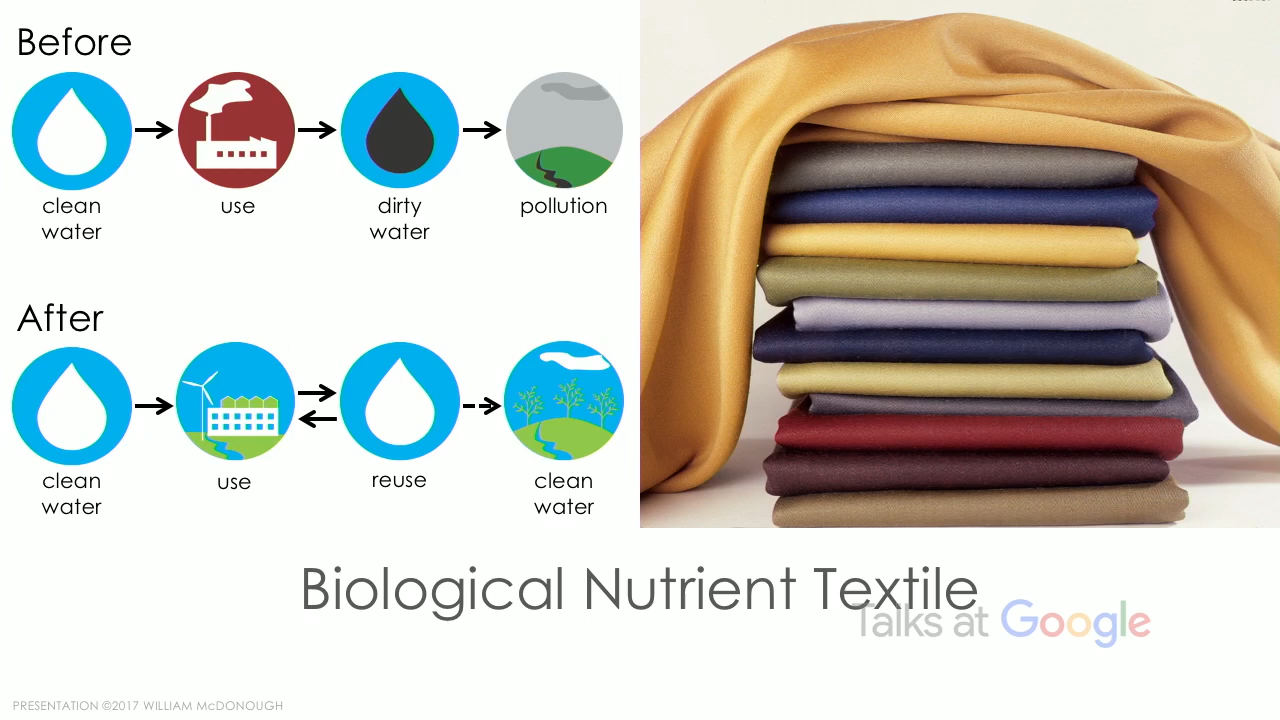 Before
clean
water
use
dirty
water
pollution
After
clean
water
use
reuse
clean
water
Biological Nutrient Textile
Talks at Google
PRESENTATION ©2017 WILLIAM McDONOUGH